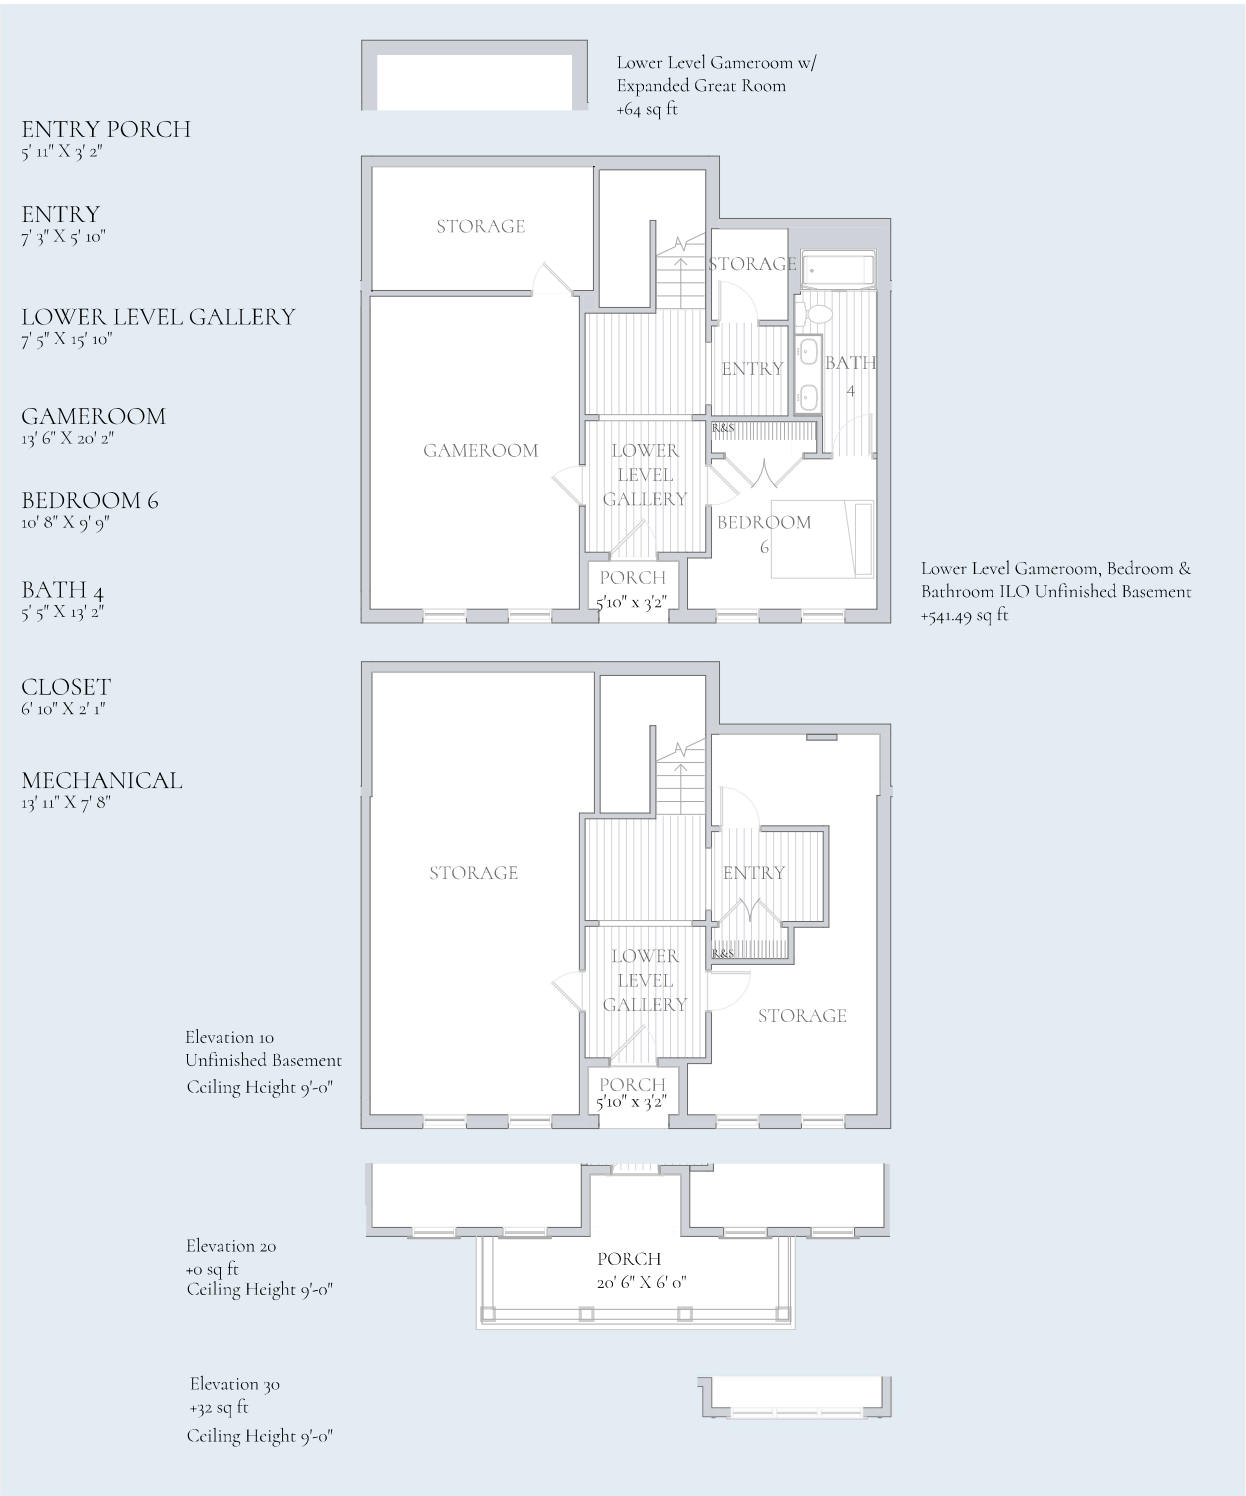 Lower Level Gameroom w/
Expanded Great Room
+64 sq ft
ENTRY PORCH
5' 11" X 3' 2"
ENTRY
7' 3" X 5' 10"
LOWER LEVEL GALLERY
7' 5" X 15' 10"
GAMEROOM
13' 6" X 20' 2"
BEDROOM 6
10' 8" X 9' 9"
BATH 4
5' 5" X 13' 2"
CLOSET
6' 10" X 2' 1"
MECHANICAL
13' 11" X 7' 8"
STORAGE
STORAGE
ENTRY
BATH
4
R&S
GAMEROOM
LOWER
LEVEL
GALLERY
BEDROOM
6
PORCH
5'10" x 3'2"
Lower Level Gameroom, Bedroom &
Bathroom ILO Unfinished Basement
+541.49 sq ft
STORAGE
ENTRY
R&S
LOWER
LEVEL
GALLERY
STORAGE
PORCH
5'10" x 3'2"
Elevation 10
Unfinished Basement
Ceiling Height 9'-0"
Elevation 20
+0 sq ft
Ceiling Height 9'-0"
PORCH
20' 6" X 6' 0"
Elevation 30
+32 sq ft
Ceiling Height 9'-0"